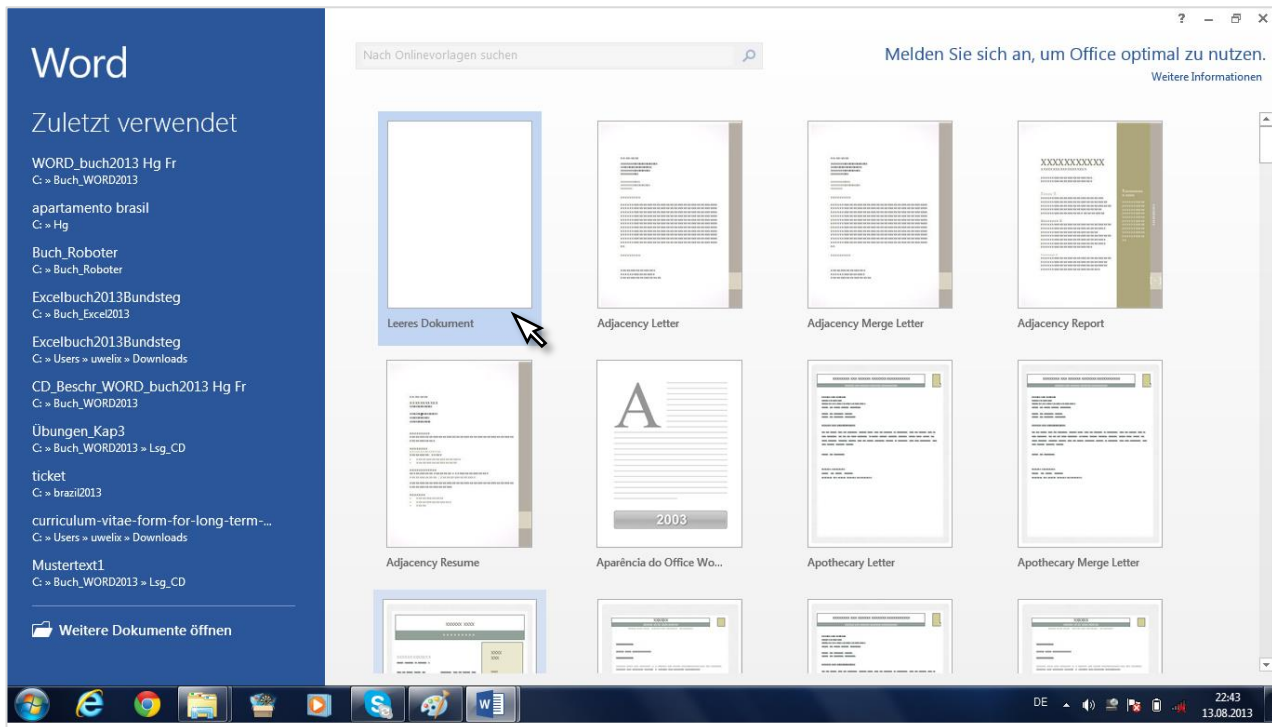 ?
Word
Nach Onlinevorlagen suchen
Melden Sie sich an, um Office optimal zu nutzen.
Weitere Informationen
Zuletzt verwendet
WORD_buch2013 Hg Fr
C: » Buch_WORD2013
apartamento brasil
C: » Hg
Buch_Roboter
C: » Buch_Roboter
Excelbuch2013Bundsteg
C: » Buch_Excel2013
Excelbuch2013Bundsteg
C: » Users » uwelix » Downloads
CD_Beschr_WORD_buch2013 Hg Fr
C: » Buch_WORD2013
Übungen_Kap3
C: » Buch_WORD2013 » Lsg_CD
ticket
C: » brazil2013
curriculum-vitae-form-for-long-term-...
C: » Users » uwelix » Downloads
Mustertext1
C: » Buch_WORD2013 » Lsg_CD
Weitere Dokumente öffnen
XXXXXXXXXXX
Leeres Dokument
Adjacency Letter
Adjacency Merge Letter
Adjacency Report
A
2003
Adjacency Resume
Aparência do Office Wo...
Apothecary Letter
Apothecary Merge Letter
DE
22:43
13.08.2013